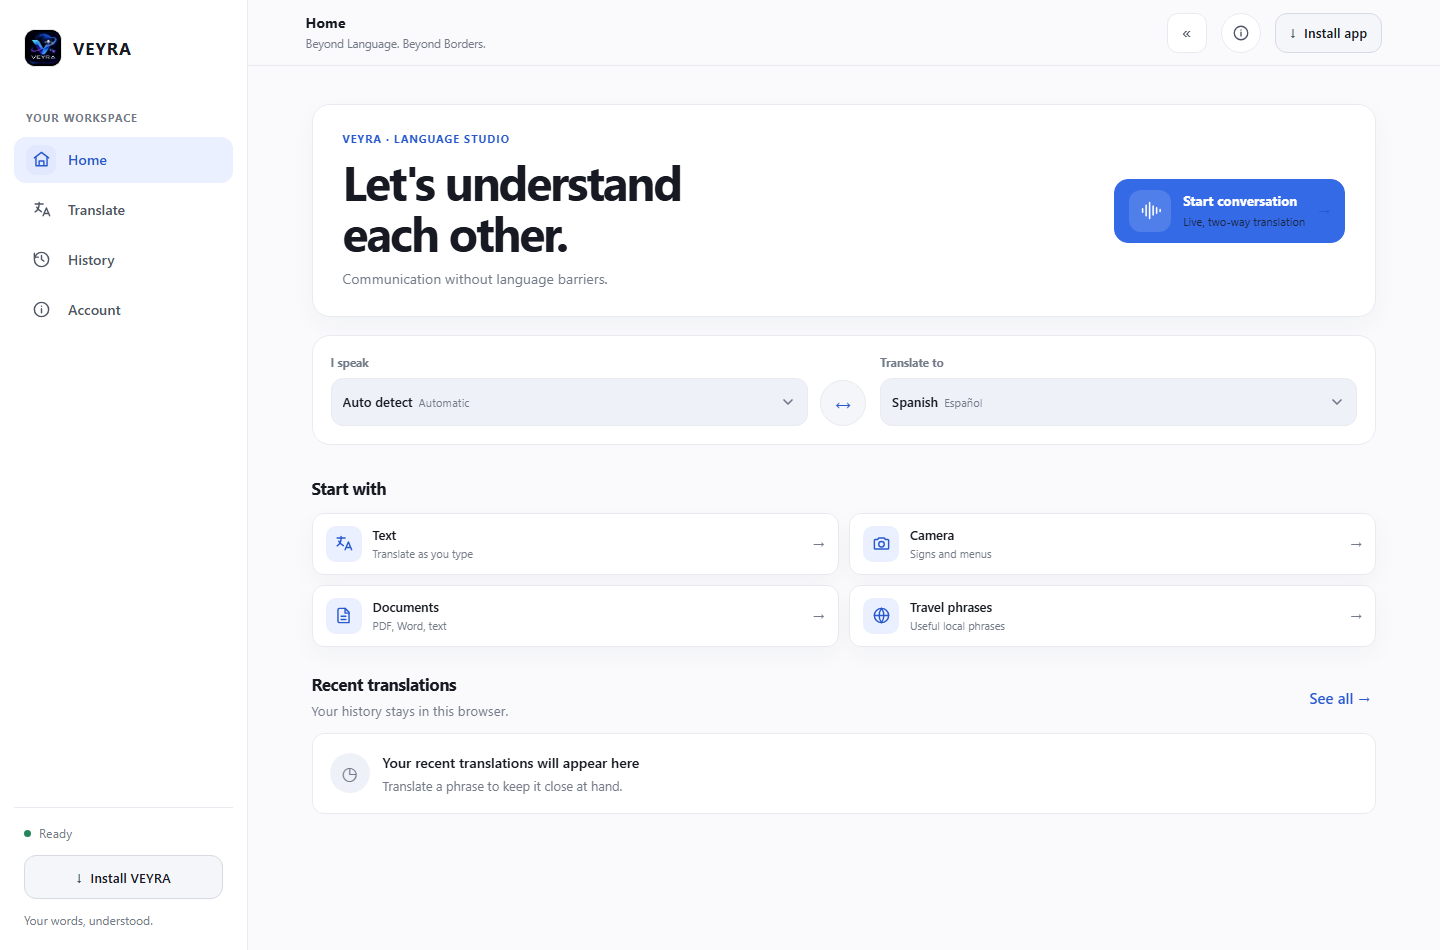 VEYRA
VEYRA
YOUR WORKSPACE
Home
Translate
History
Account
Ready
↓ Install VEYRA
Your words, understood.
Home
Beyond Language. Beyond Borders.
«
↓ Install app
VEYRA · LANGUAGE STUDIO
Let's understand
each other.
Communication without language barriers.
Start conversation
Live, two-way translation →
I speak
Auto detect Automatic
↔
Translate to
Spanish Español
Start with
Text
Translate as you type
→
Camera
Signs and menus
→
Documents
PDF, Word, text
→
Travel phrases
Useful local phrases
→
Recent translations
Your history stays in this browser.
See all →
Your recent translations will appear here
Translate a phrase to keep it close at hand.